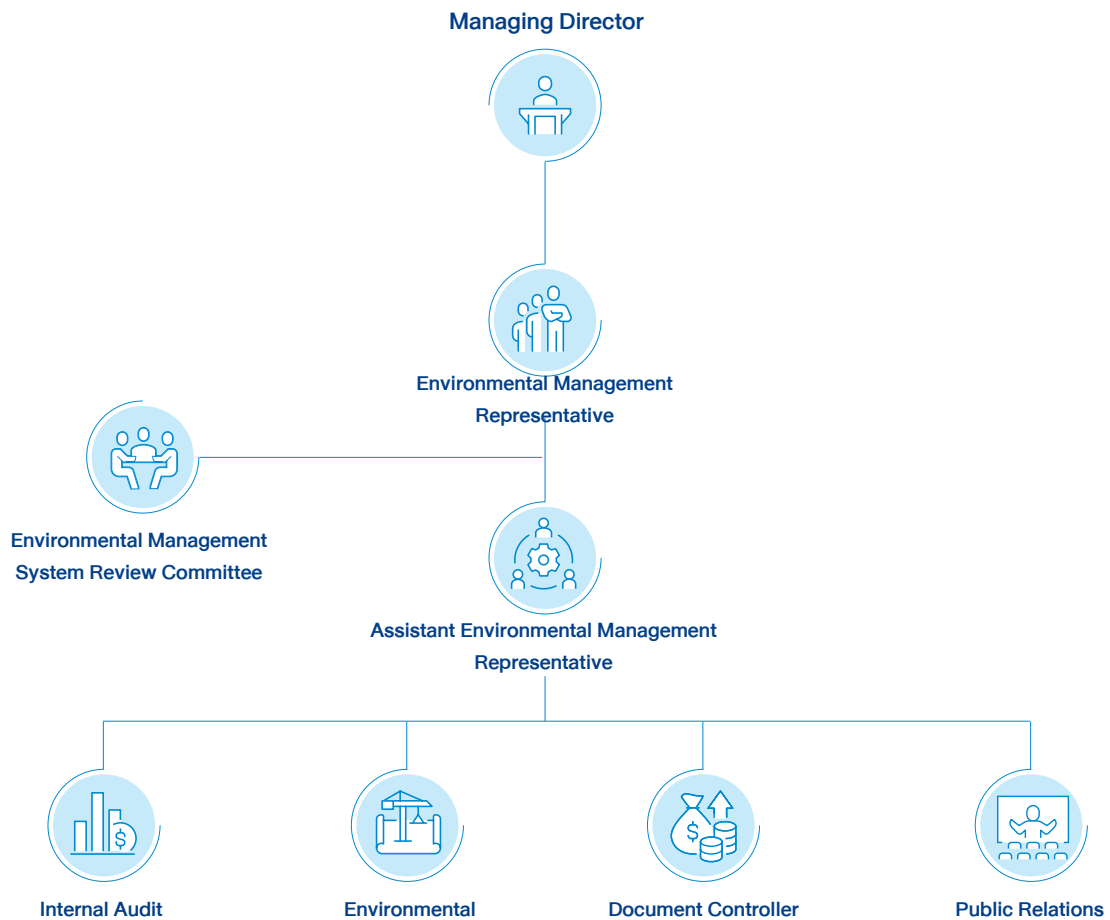 Managing Director
Environmental Management
Representative
Environmental Management
System Review Committee
Assistant Environmental Management
Representative
$
$
Internal Audit
Environmental
Document Controller
Public Relations